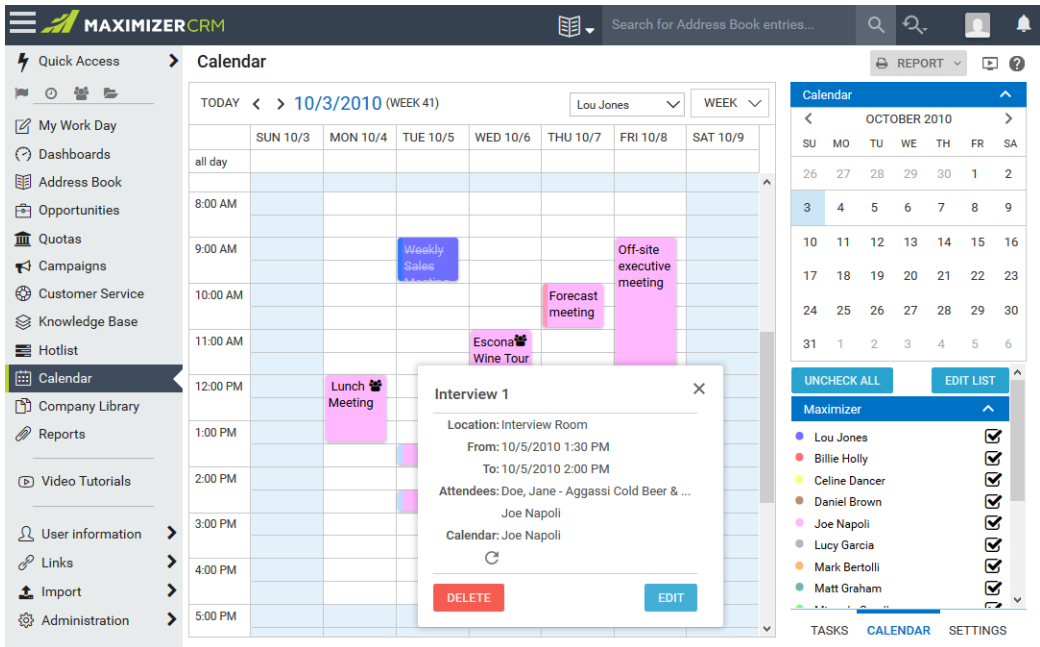 MAXIMIZERCRM
Search for Address Book entries...
Quick Access
My Work Day
Dashboards
Address Book
Opportunities
Quotas
Campaigns
Customer Service
Knowledge Base
Hotlist
Calendar
Company Library
Reports
Video Tutorials
User information
Links
Import
Administration
Calendar
REPORT
TODAY 10/3/2010 (WEEK 41)
Lou Jones
WEEK
SUN 10/3 MON 10/4 TUE 10/5 WED 10/6 THU 10/7 FRI 10/8 SAT 10/9
all day
8:00 AM
9:00 AM
10:00 AM
11:00 AM
12:00 PM
1:00 PM
2:00 PM
3:00 PM
4:00 PM
5:00 PM
Weekly
Sales
Meeting
Off-site
executive
meeting
Forecast
meeting
Escona
Wine Tour
Lunch
Meeting
Interview 1
Location: Interview Room
From: 10/5/2010 1:30 PM
To: 10/5/2010 2:00 PM
Attendees: Doe, Jane - Aggassi Cold Beer & ...
Joe Napoli
Calendar: Joe Napoli
DELETE
EDIT
Calendar
OCTOBER 2010
SU MO TU WE TH FR SA
26 27 28 29 30 1 2
3 4 5 6 7 8 9
10 11 12 13 14 15 16
17 18 19 20 21 22 23
24 25 26 27 28 29 30
31 1 2 3 4 5 6
UNCHECK ALL
EDIT LIST
Maximizer
Lou Jones
Billie Holly
Celine Dancer
Daniel Brown
Joe Napoli
Lucy Garcia
Mark Bertolli
Matt Graham
TASKS CALENDAR SETTINGS